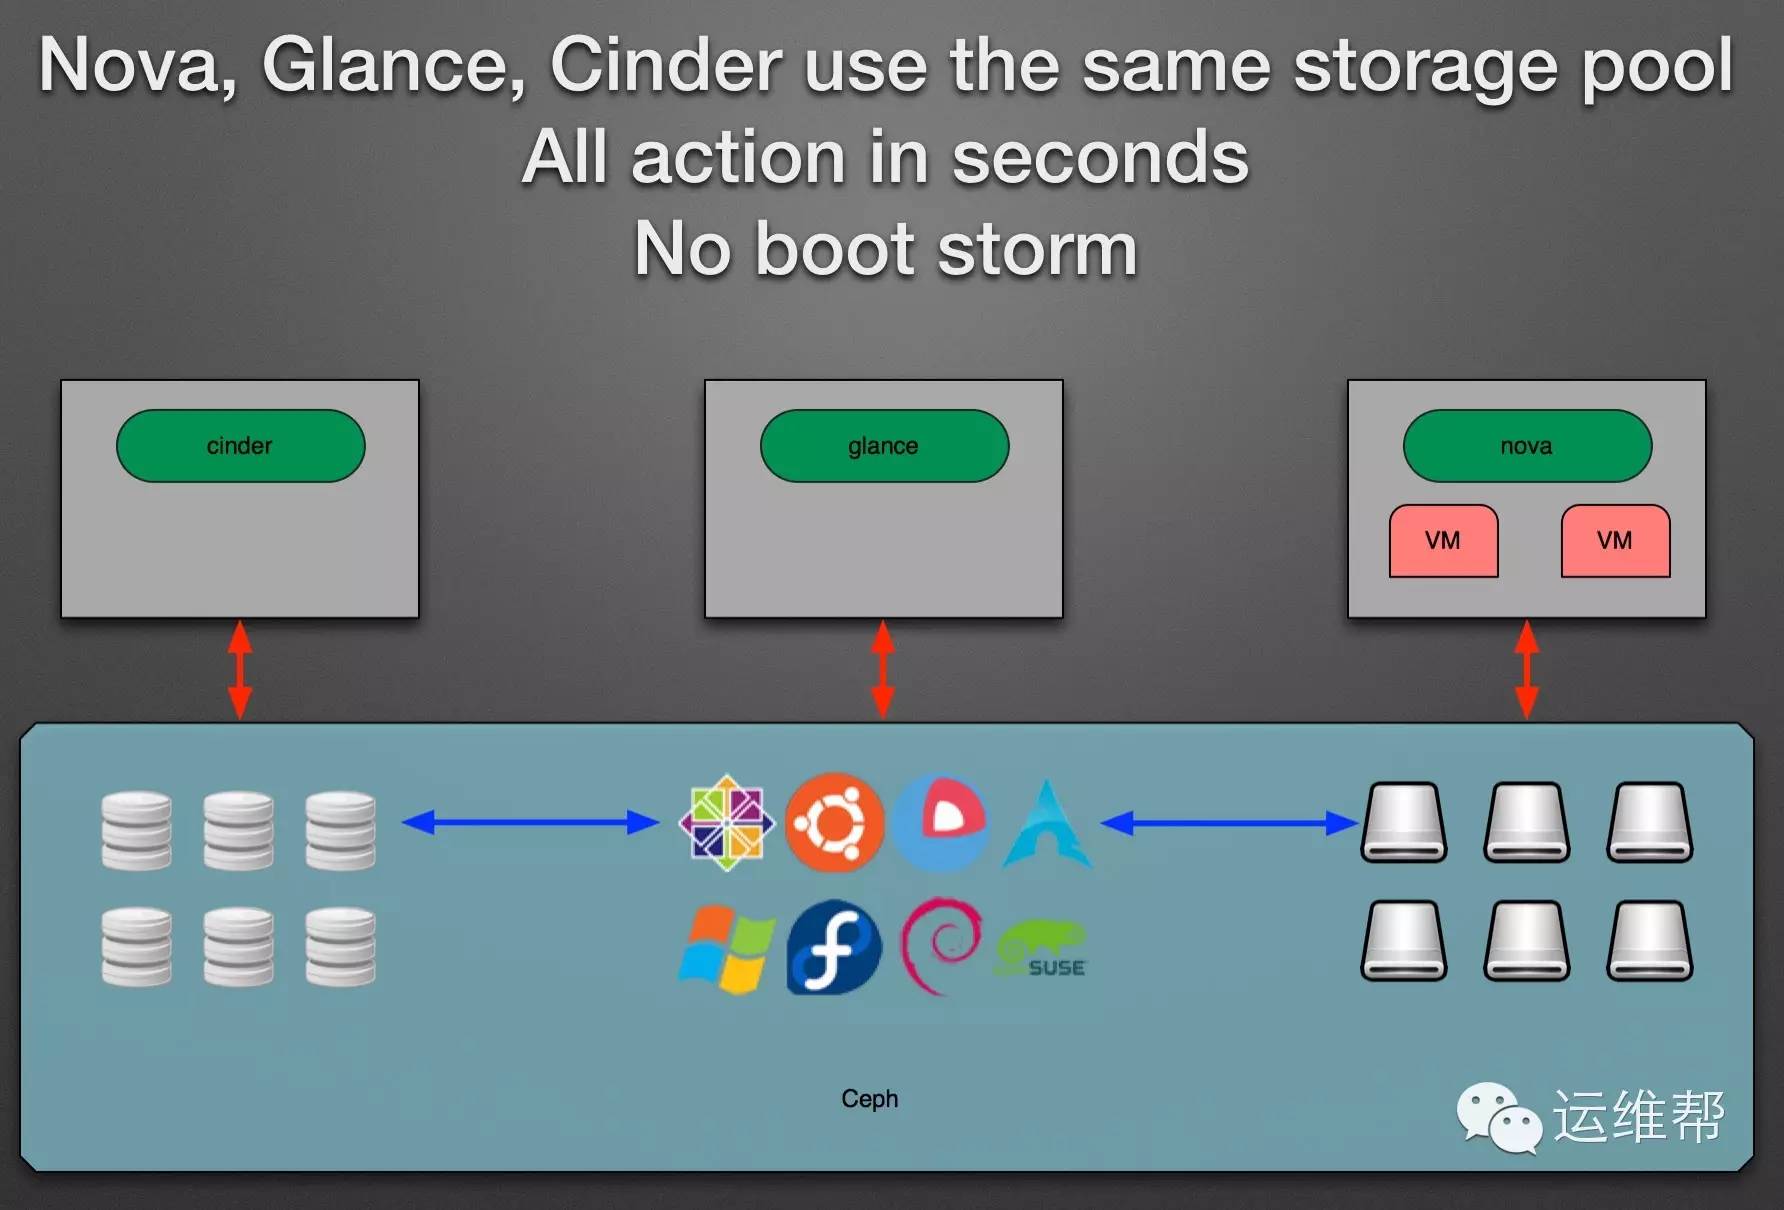 Nova, Glance, Cinder use the same storage pool
All action in seconds
No boot storm
cinder
glance
nova
VM
VM
SUSE
Ceph
运维帮